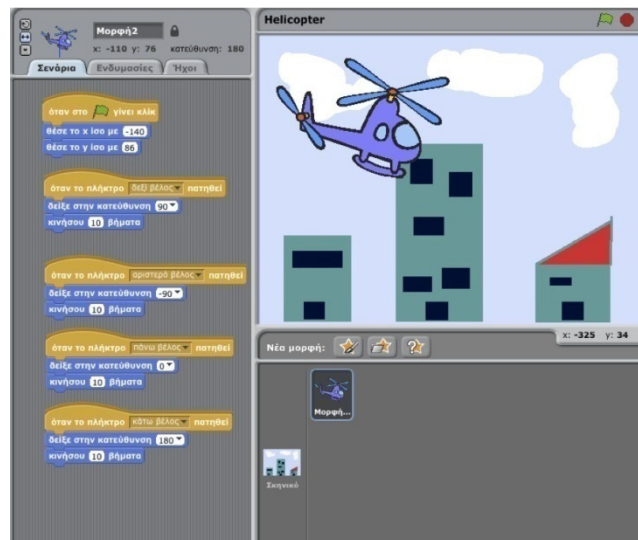 Μορφή2
x: -110 y: 76 κατεύθυνση: 180
Σενάρια Ενδυμασίες Ήχοι
όταν στο γίνει κλίκ
θέσε το x ίσο με -140
θέσε το y ίσο με 86
όταν το πλήκτρο δεξί βέλος πατηθεί
δείξε στην κατεύθυνση 90
κινήσου 10 βήματα
όταν το πλήκτρο αριστερό βέλος πατηθεί
δείξε στην κατεύθυνση -90
κινήσου 10 βήματα
όταν το πλήκτρο πάνω βέλος πατηθεί
δείξε στην κατεύθυνση 0
κινήσου 10 βήματα
όταν το πλήκτρο κάτω βέλος πατηθεί
δείξε στην κατεύθυνση 180
κινήσου 10 βήματα
Helicopter
x: -325 y: 34
Νέα μορφή:
Μορφή...
Σκηνικό